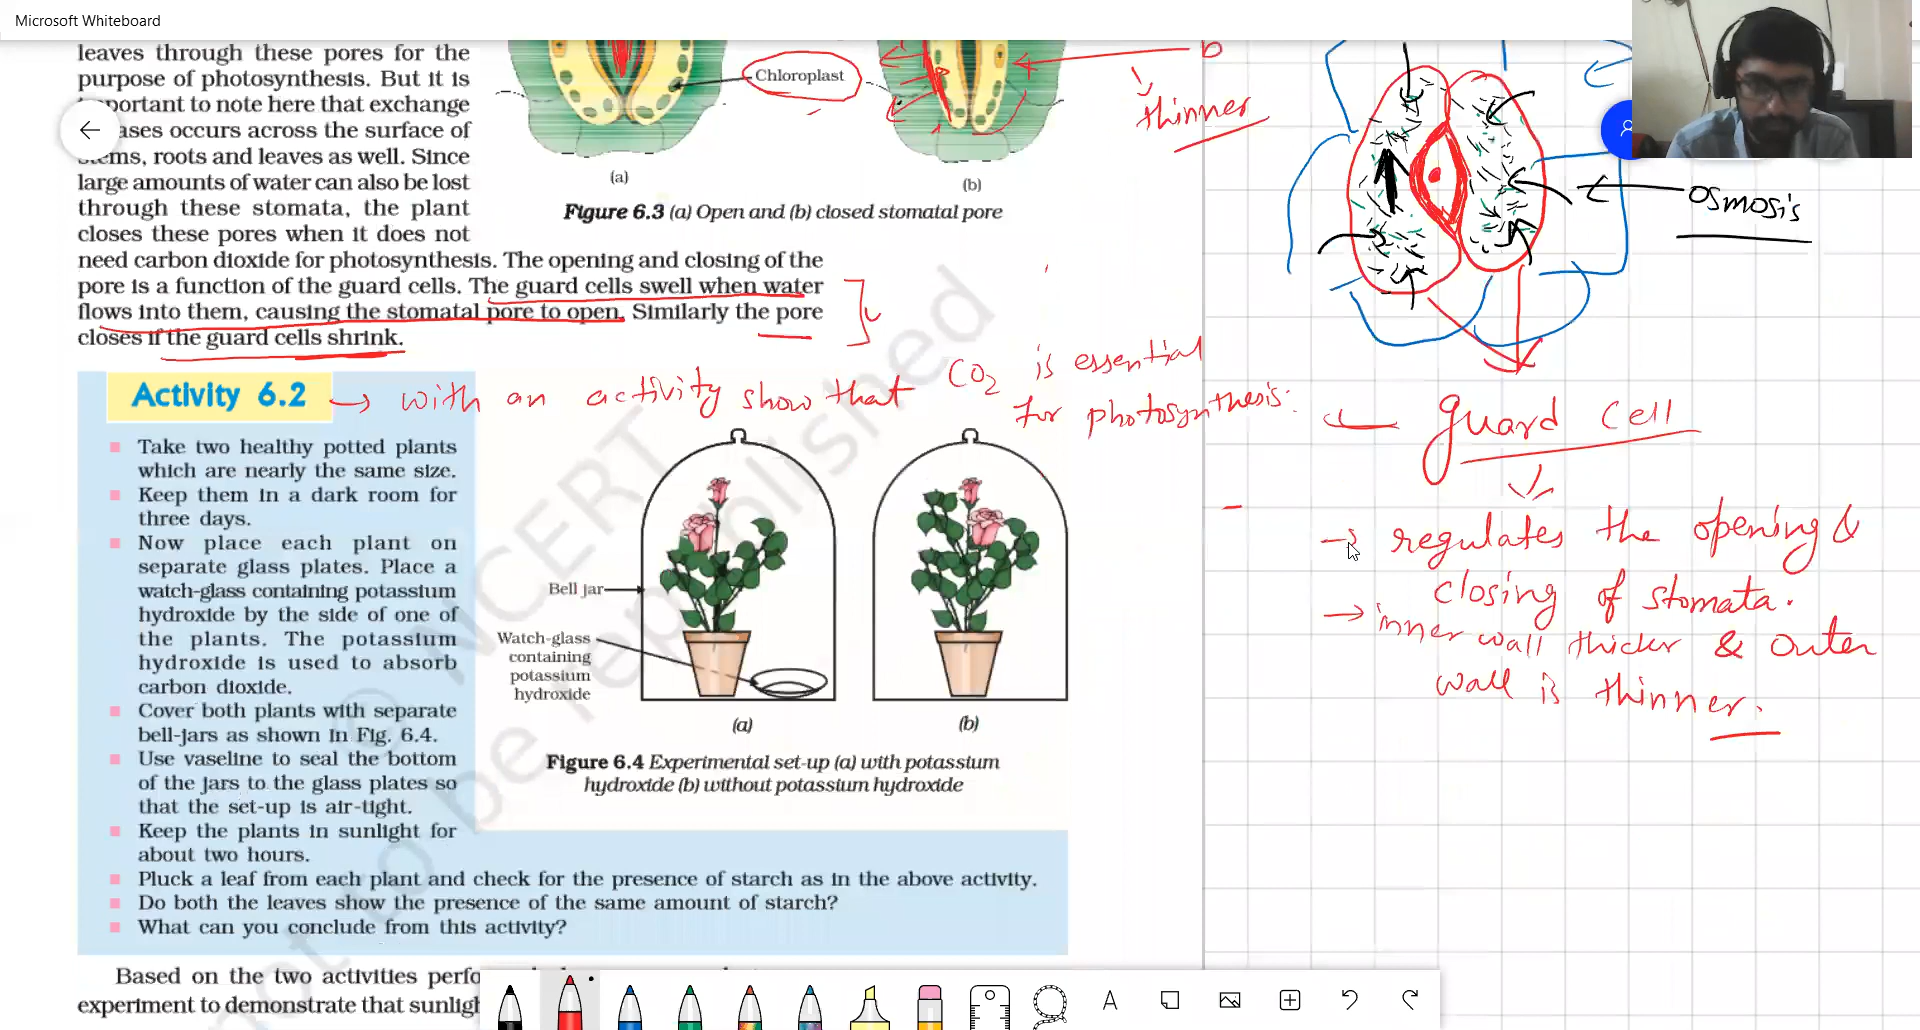 Microsoft Whiteboard
leaves through these pores for the
purpose of photosynthesis. But it is
portant to note here that exchange
ases occurs across the surface of
stems, roots and leaves as well. Since
large amounts of water can also be lost
through these stomata, the plant
closes these pores when it does not
need carbon dioxide for photosynthesis. The opening and closing of the
pore is a function of the guard cells. The guard cells swell when water
flows into them, causing the stomatal pore to open. Similarly the pore
closes if the guard cells shrink.
Chloroplast
(a)
(b)
Figure 6.3 (a) Open and (b) closed stomatal pore
b
thinner
osmosis
Activity 6.2
with an activity show that CO2 is essential
for photosynthesis.
Take two healthy potted plants
which are nearly the same size.
Keep them in a dark room for
three days.
Now place each plant on
separate glass plates. Place a
watch-glass containing potassium
hydroxide by the side of one of
the plants. The potassium
hydroxide is used to absorb
carbon dioxide.
Cover both plants with separate
bell-jars as shown in Fig. 6.4.
Use vaseline to seal the bottom
of the jars to the glass plates so
that the set-up is air-tight.
Keep the plants in sunlight for
about two hours.
Pluck a leaf from each plant and check for the presence of starch as in the above activity.
Do both the leaves show the presence of the same amount of starch?
What can you conclude from this activity?
Bell jar
Watch-glass
containing
potassium
hydroxide
(a)
(b)
Figure 6.4 Experimental set-up (a) with potassium
hydroxide (b) without potassium hydroxide
© NCERT
not to be republished
guard cell
regulates the opening &
closing of stomata.
inner wall thicker & outer
wall is thinner.
Based on the two activities perfo
experiment to demonstrate that sunligh
A